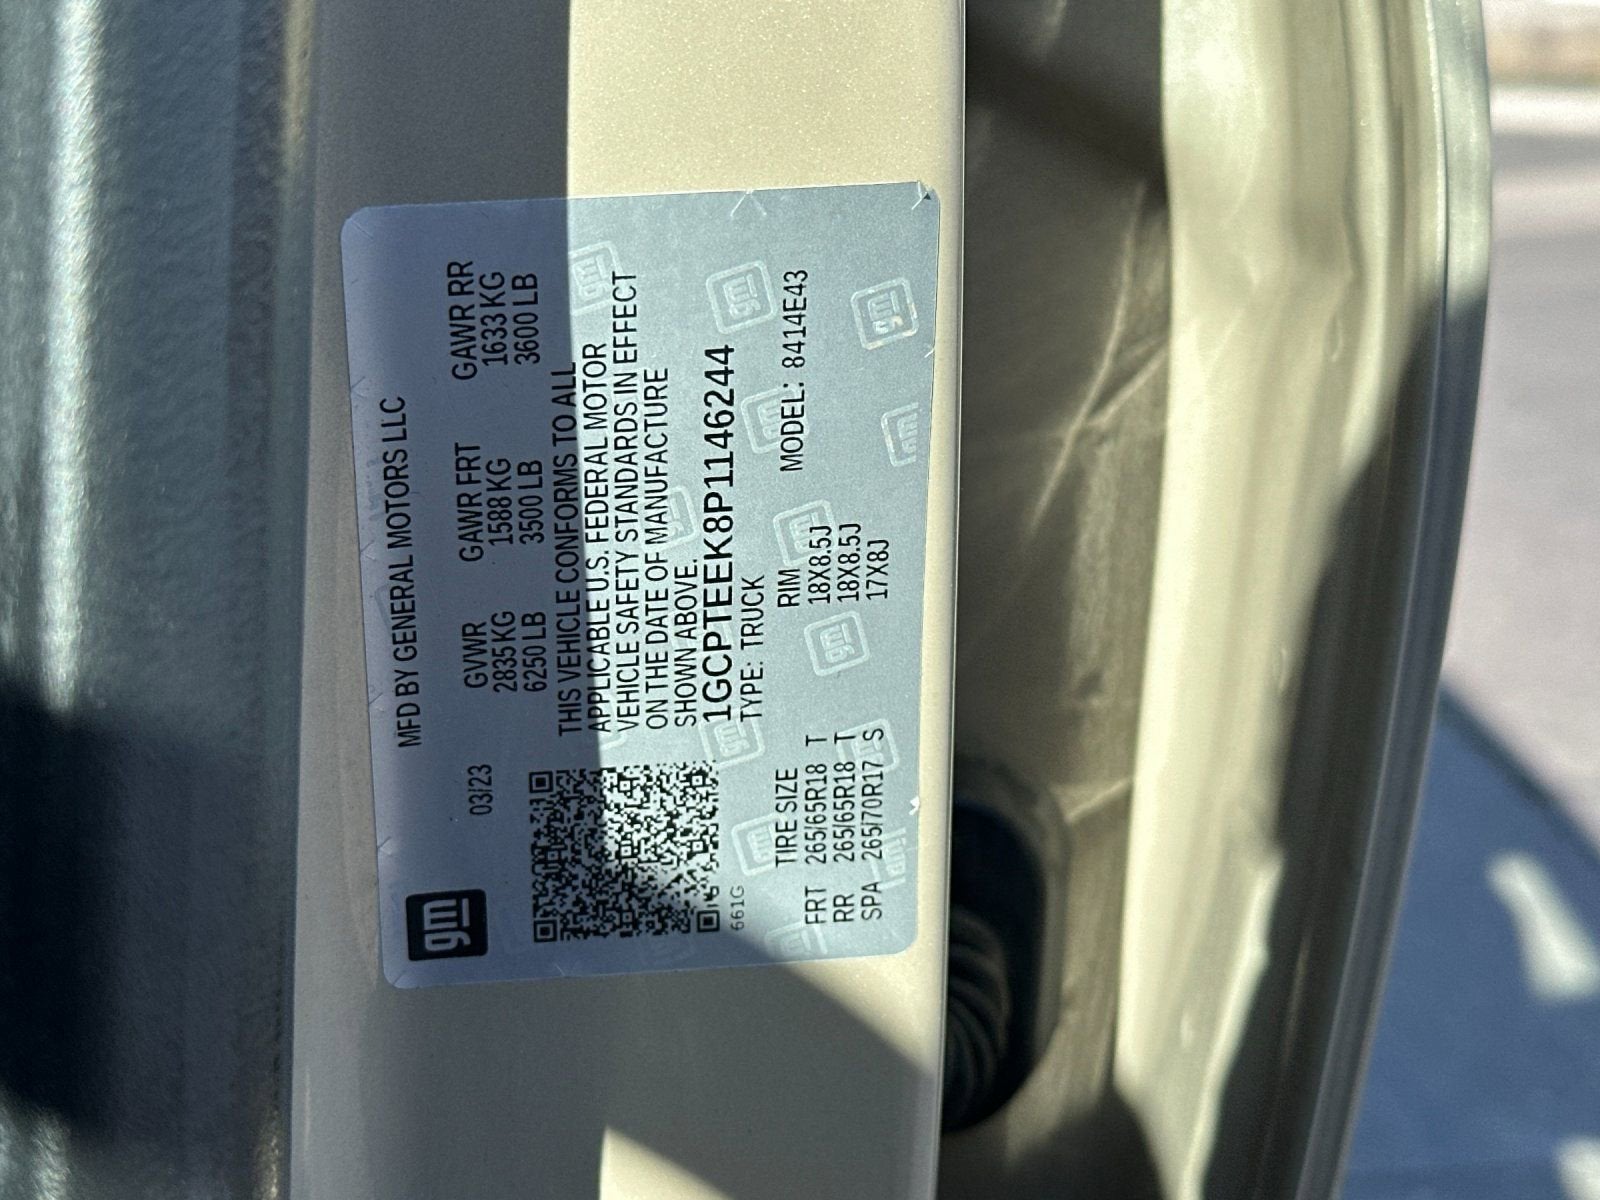 gm
MFD BY GENERAL MOTORS LLC
03/23
GVWR GAWR FRT GAWR RR
2835 KG 1588 KG 1633 KG
6250 LB 3500 LB 3600 LB
THIS VEHICLE CONFORMS TO ALL
APPLICABLE U.S. FEDERAL MOTOR
VEHICLE SAFETY STANDARDS IN EFFECT
ON THE DATE OF MANUFACTURE
SHOWN ABOVE.
1GCPTEEK8P1146244
661G TYPE: TRUCK MODEL: 8414E43
TIRE SIZE RIM
FRT 265/65R18 T 18X8.5J
RR 265/65R18 T 18X8.5J
SPA 265/70R17 S 17X8J